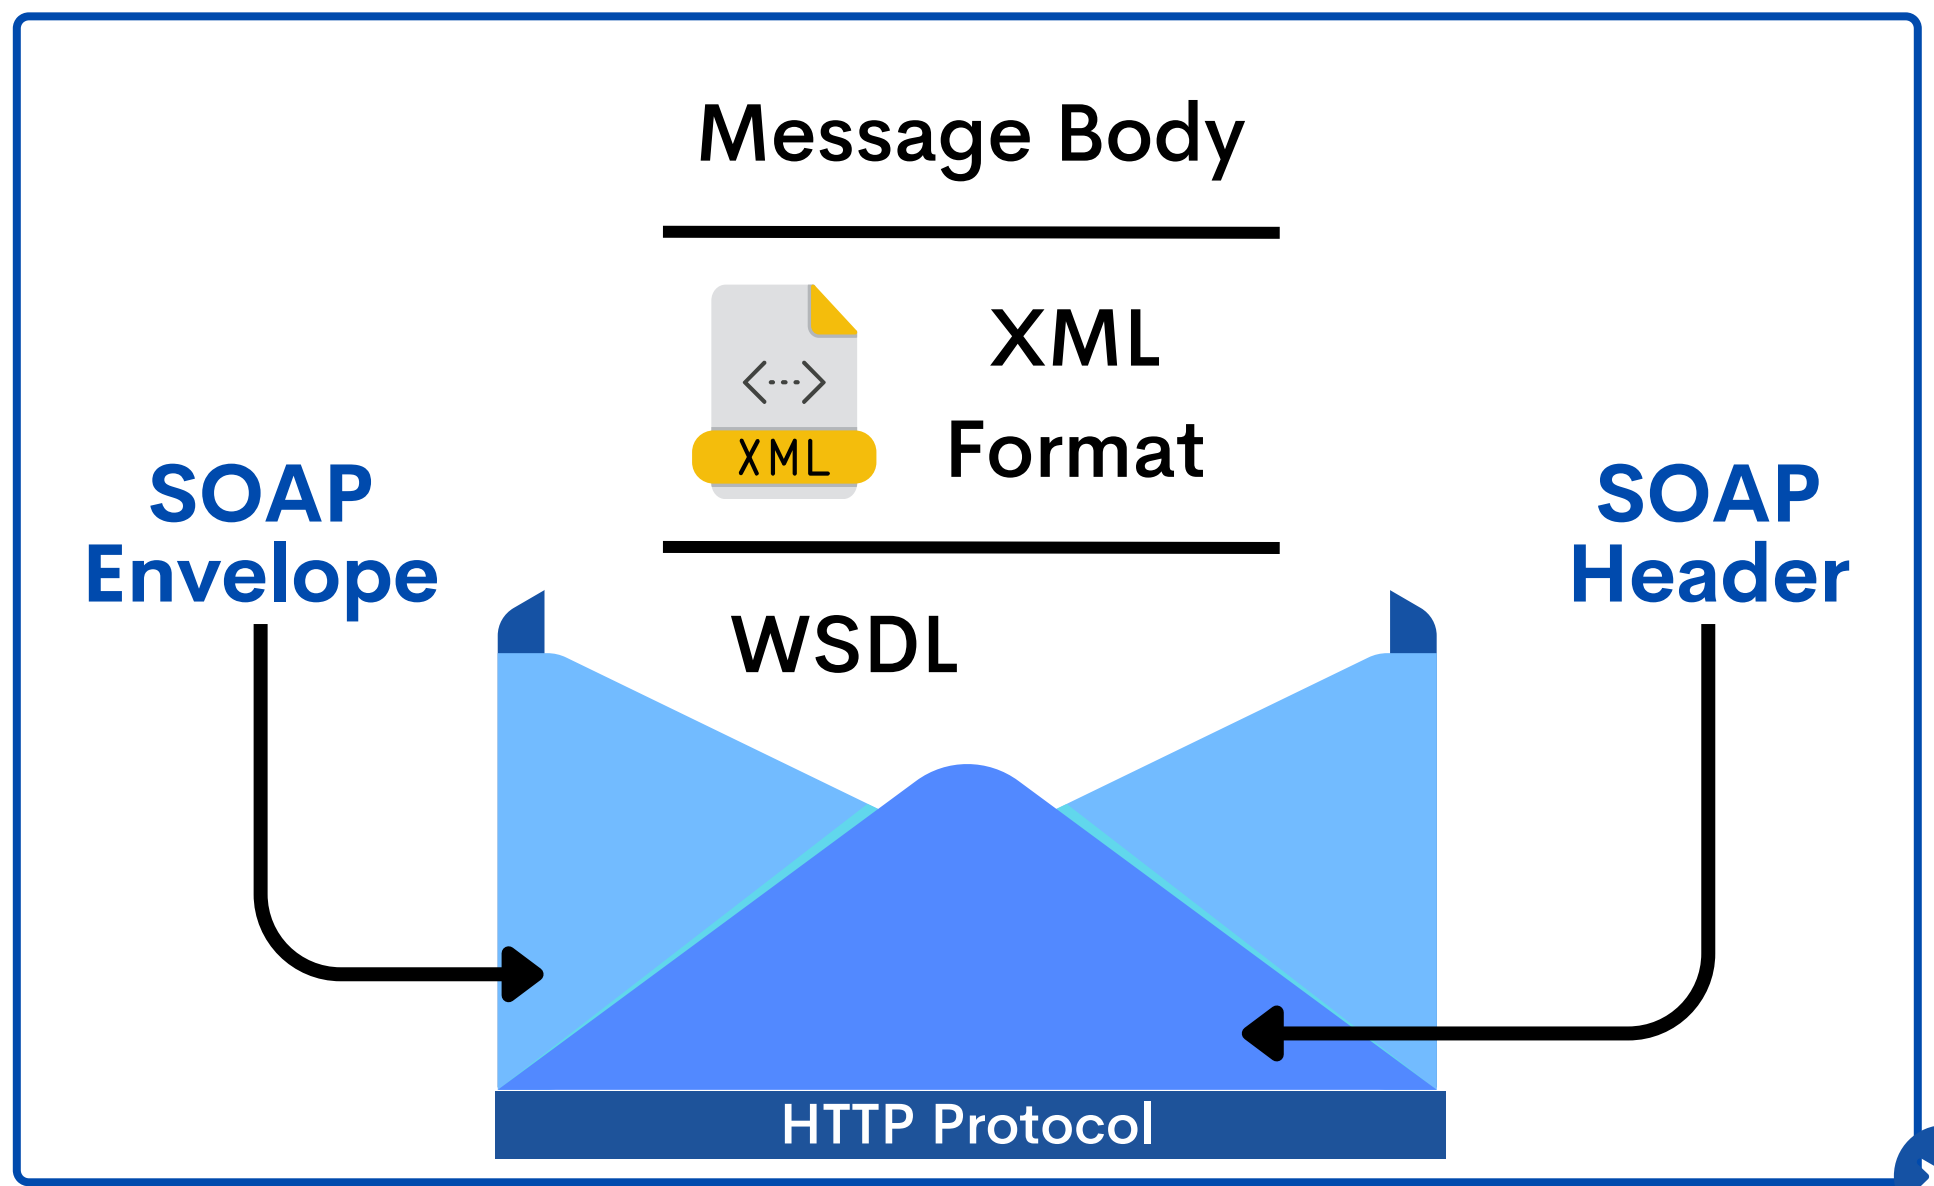 Message Body
XML
Format
XML
SOAP
Envelope
SOAP
Header
WSDL
HTTP Protocol